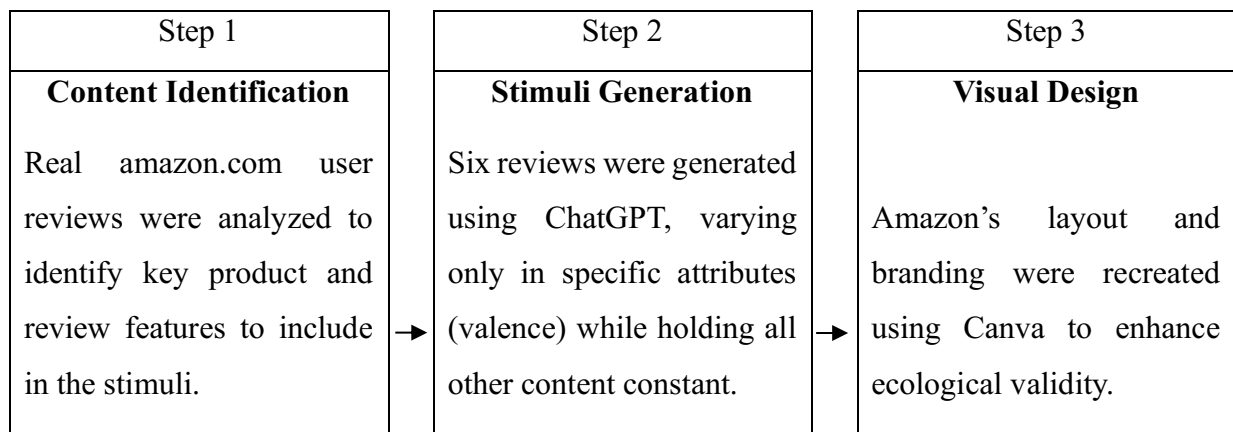 Step 1
Content Identification
Real amazon.com user
reviews were analyzed to
identify key product and
review features to include
in the stimuli.
Step 2
Stimuli Generation
Six reviews were generated
using ChatGPT, varying
only in specific attributes
(valence) while holding all
other content constant.
Step 3
Visual Design
Amazon’s layout and
branding were recreated
using Canva to enhance
ecological validity.